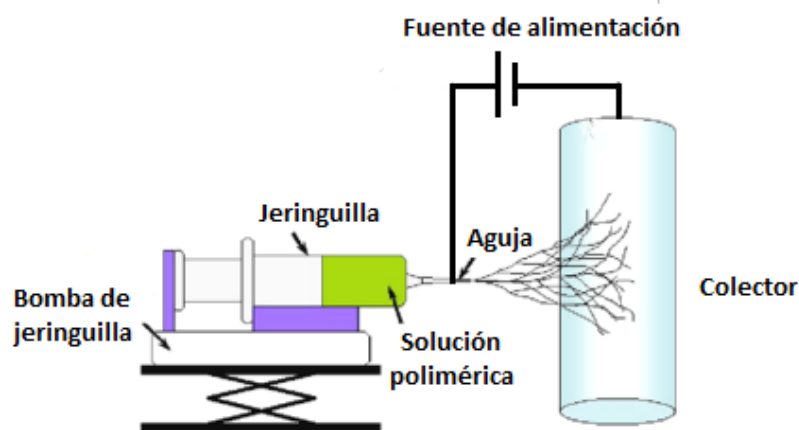 Fuente de alimentación
Jeringuilla
Aguja
Colector
Bomba de
jeringuilla
Solución
polimérica